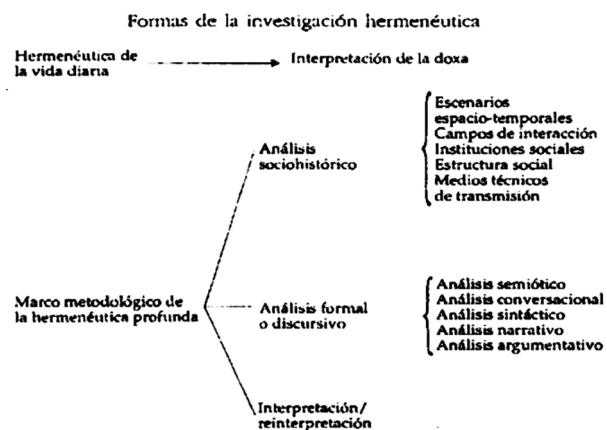 Formas de la investigación hermenéutica
Hermenéutica de
la vida diaria
Interpretación de la doxa
Análisis
sociohistórico
Escenarios
espacio-temporales
Campos de interacción
Instituciones sociales
Estructura social
Medios técnicos
de transmisión
Marco metodológico de
la hermenéutica profunda
Análisis formal
o discursivo
Análisis semiótico
Análisis conversacional
Análisis sintáctico
Análisis narrativo
Análisis argumentativo
Interpretación/
reinterpretación